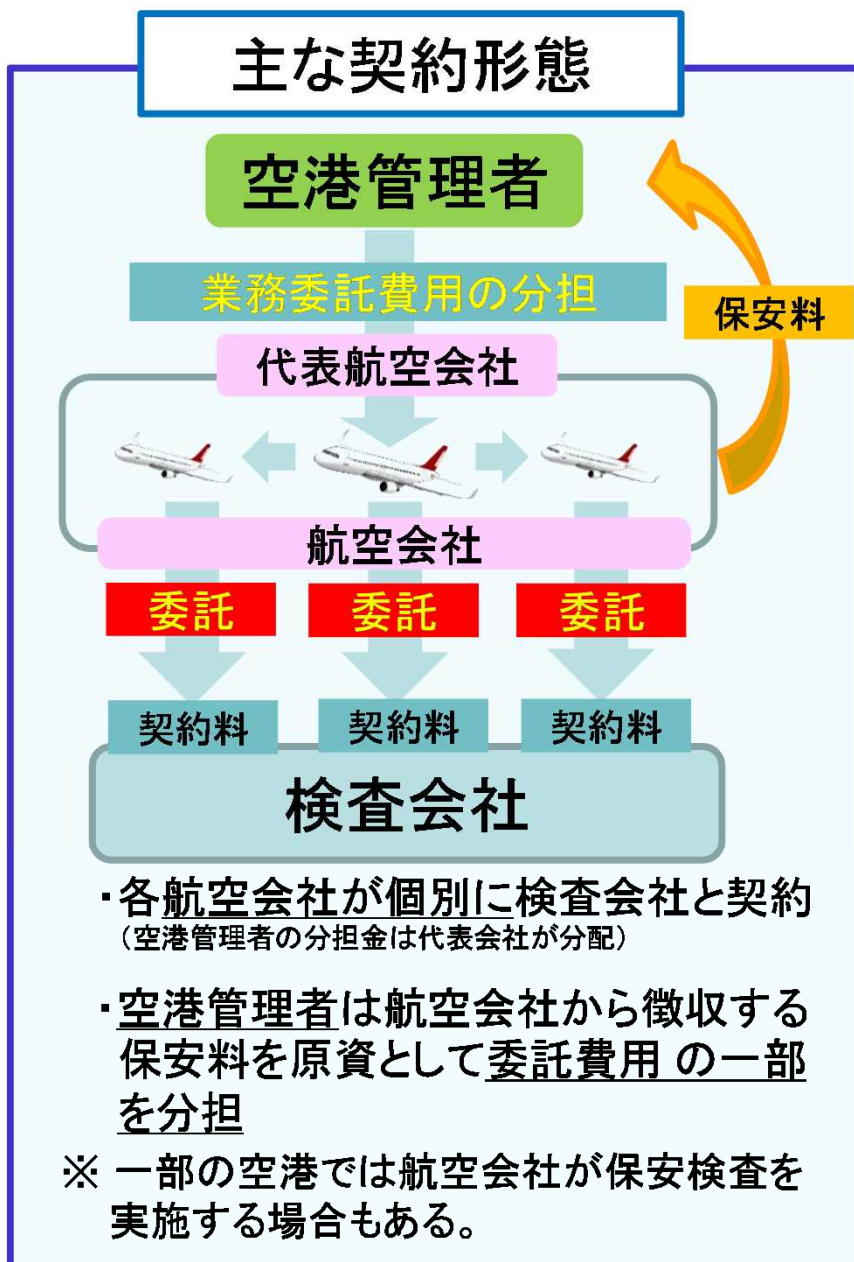 主な契約形態
空港管理者
業務委託費用の分担
保安料
代表航空会社
航空会社
委託 委託 委託
契約料 契約料 契約料
検査会社
・各航空会社が個別に検査会社と契約
（空港管理者の分担金は代表会社が分配）
・空港管理者は航空会社から徴収する
保安料を原資として委託費用 の一部
を分担
※ 一部の空港では航空会社が保安検査を
実施する場合もある。